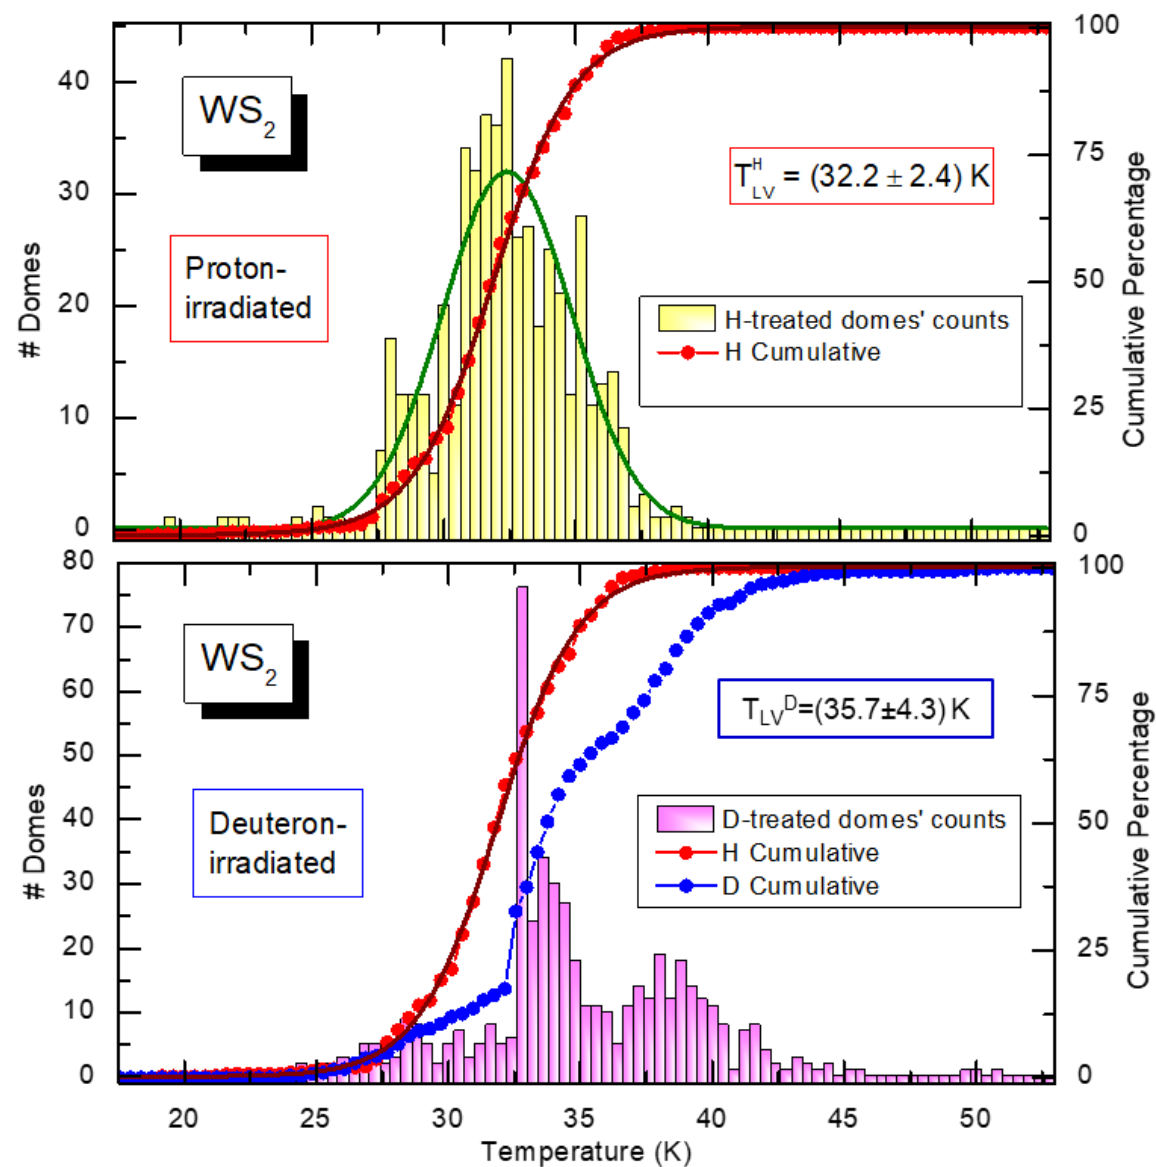 100
40
WS2
75
T_LV^H = (32.2 ± 2.4) K
30
Proton-
irradiated
# Domes
Cumulative Percentage
50
20
H-treated domes' counts
H Cumulative
10
25
0
0
80
100
70
WS2
60
75
T_LV^D=(35.7±4.3) K
50
40
50
Deuteron-
irradiated
# Domes
Cumulative Percentage
D-treated domes' counts
H Cumulative
D Cumulative
30
20
25
10
0
0
20 25 30 35 40 45 50
Temperature (K)